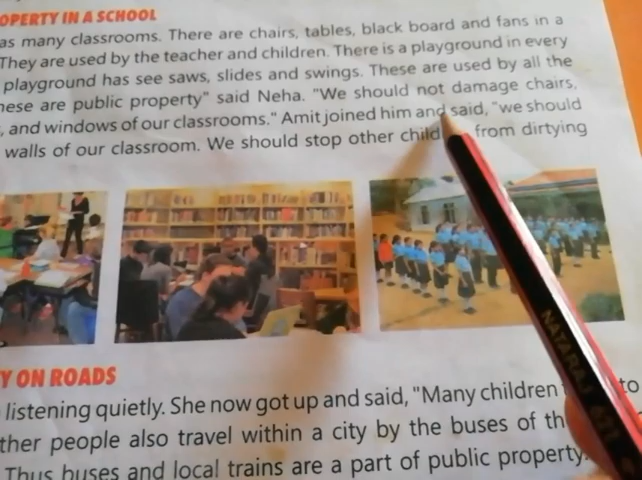 OPERTY IN A SCHOOL
as many classrooms. There are chairs, tables, black board and fans in a
They are used by the teacher and children. There is a playground in every
playground has see saws, slides and swings. These are used by all the
hese are public property" said Neha. "We should not damage chairs,
, and windows of our classrooms." Amit joined him and said, "we should
walls of our classroom. We should stop other child from dirtying
Y ON ROADS
listening quietly. She now got up and said, "Many children to
ther people also travel within a city by the buses of th
Thus buses and local trains are a part of public property.
NATARAJ 621